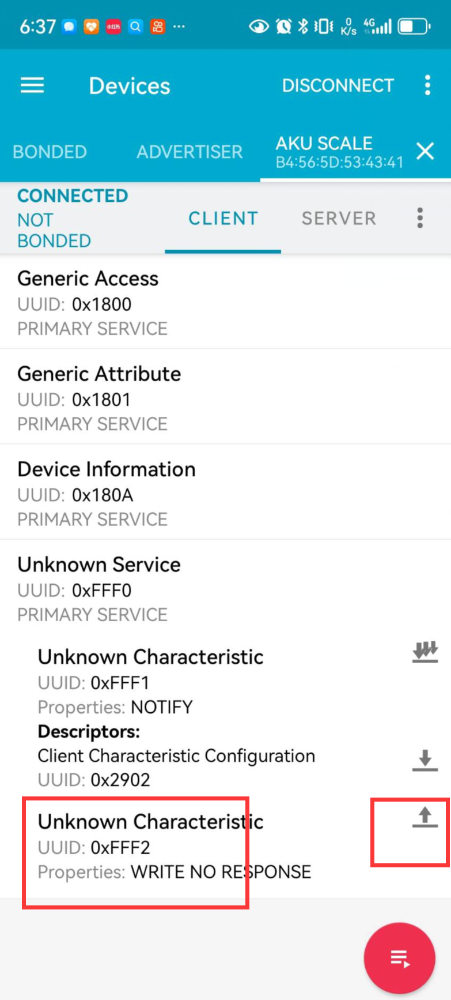 6:37 小红书 ... 0 K/s 4G
Devices DISCONNECT
BONDED ADVERTISER AKU SCALE
B4:56:5D:53:43:41
CONNECTED
NOT
BONDED
CLIENT SERVER
Generic Access
UUID: 0x1800
PRIMARY SERVICE
Generic Attribute
UUID: 0x1801
PRIMARY SERVICE
Device Information
UUID: 0x180A
PRIMARY SERVICE
Unknown Service
UUID: 0xFFF0
PRIMARY SERVICE
Unknown Characteristic
UUID: 0xFFF1
Properties: NOTIFY
Descriptors:
Client Characteristic Configuration
UUID: 0x2902
Unknown Characteristic
UUID: 0xFFF2
Properties: WRITE NO RESPONSE